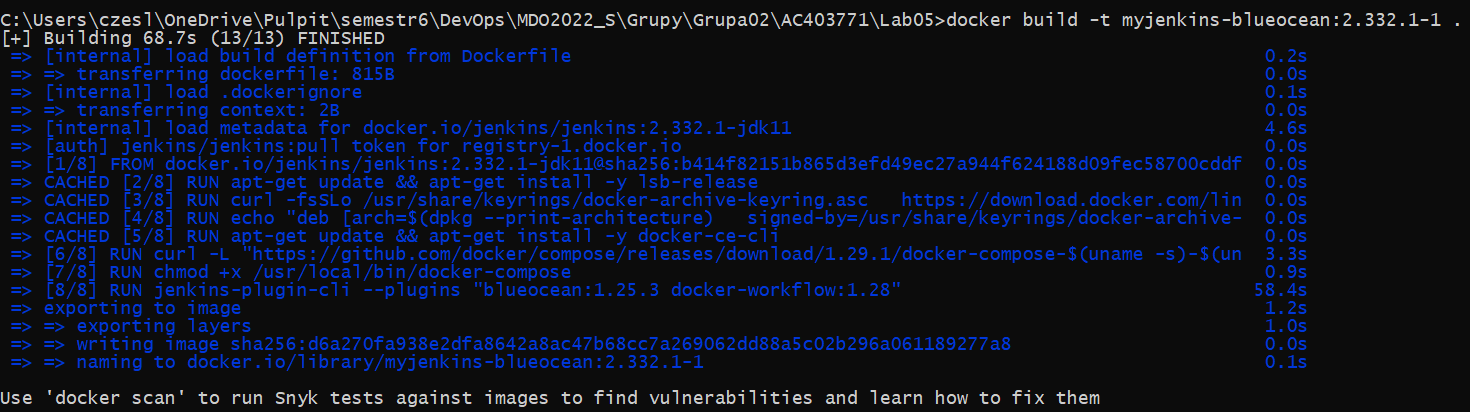 C:\Users\czesl\OneDrive\Pulpit\semestr6\DevOps\MDO2022_S\Grupy\Grupa02\AC403771\Lab05>docker build -t myjenkins-blueocean:2.332.1-1 .
[+] Building 68.7s (13/13) FINISHED
=> [internal] load build definition from Dockerfile 0.2s
=> => transferring dockerfile: 815B 0.0s
=> [internal] load .dockerignore 0.1s
=> => transferring context: 2B 0.0s
=> [internal] load metadata for docker.io/jenkins/jenkins:2.332.1-jdk11 4.6s
=> [auth] jenkins/jenkins:pull token for registry-1.docker.io 0.0s
=> [1/8] FROM docker.io/jenkins/jenkins:2.332.1-jdk11@sha256:b414f82151b865d3efd49ec27a944f624188d09fec58700cddf 0.0s
=> CACHED [2/8] RUN apt-get update && apt-get install -y lsb-release 0.0s
=> CACHED [3/8] RUN curl -fsSLo /usr/share/keyrings/docker-archive-keyring.asc   https://download.docker.com/lin 0.0s
=> CACHED [4/8] RUN echo "deb [arch=$(dpkg --print-architecture)   signed-by=/usr/share/keyrings/docker-archive- 0.0s
=> CACHED [5/8] RUN apt-get update && apt-get install -y docker-ce-cli 0.0s
=> [6/8] RUN curl -L "https://github.com/docker/compose/releases/download/1.29.1/docker-compose-$(uname -s)-$(un 3.3s
=> [7/8] RUN chmod +x /usr/local/bin/docker-compose 0.9s
=> [8/8] RUN jenkins-plugin-cli --plugins "blueocean:1.25.3 docker-workflow:1.28" 58.4s
=> exporting to image 1.2s
=> => exporting layers 1.0s
=> => writing image sha256:d6a270fa938e2dfa8642a8ac47b68cc7a269062dd88a5c02b296a061189277a8 0.0s
=> => naming to docker.io/library/myjenkins-blueocean:2.332.1-1 0.1s
Use 'docker scan' to run Snyk tests against images to find vulnerabilities and learn how to fix them